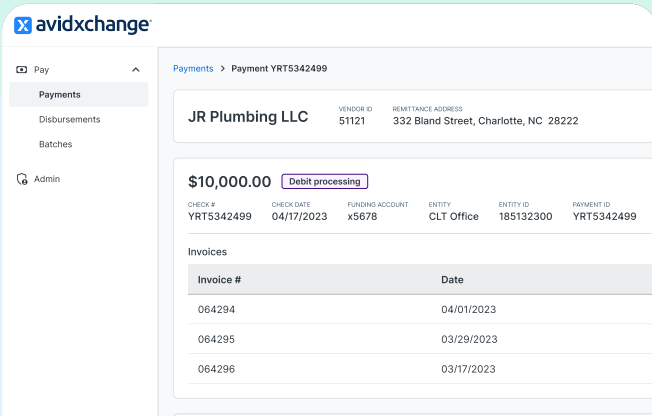 avidxchange
Pay
Payments
Disbursements
Batches
Admin
Payments > Payment YRT5342499
JR Plumbing LLC
VENDOR ID REMITTANCE ADDRESS
51121 332 Bland Street, Charlotte, NC 28222
$10,000.00 Debit processing
CHECK # CHECK DATE FUNDING ACCOUNT ENTITY ENTITY ID PAYMENT ID
YRT5342499 04/17/2023 x5678 CLT Office 185132300 YRT5342499
Invoices
Invoice # Date
064294 04/01/2023
064295 03/29/2023
064296 03/17/2023